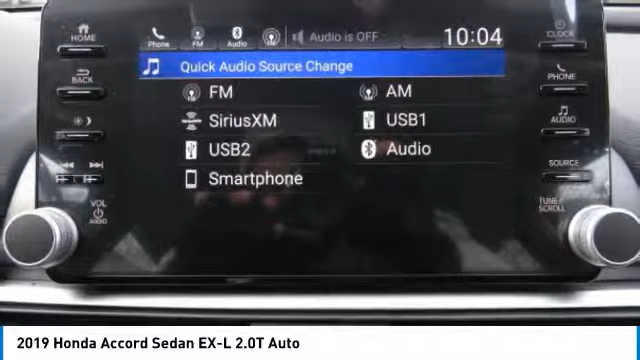 HOME
Phone FM Audio Audio is OFF 10:04
CLOCK
Quick Audio Source Change
BACK
PHONE
FM AM
SiriusXM USB1
AUDIO
USB2 Audio
SOURCE
Smartphone
VOL
AUDIO
TUNE/
SCROLL
2019 Honda Accord Sedan EX-L 2.0T Auto